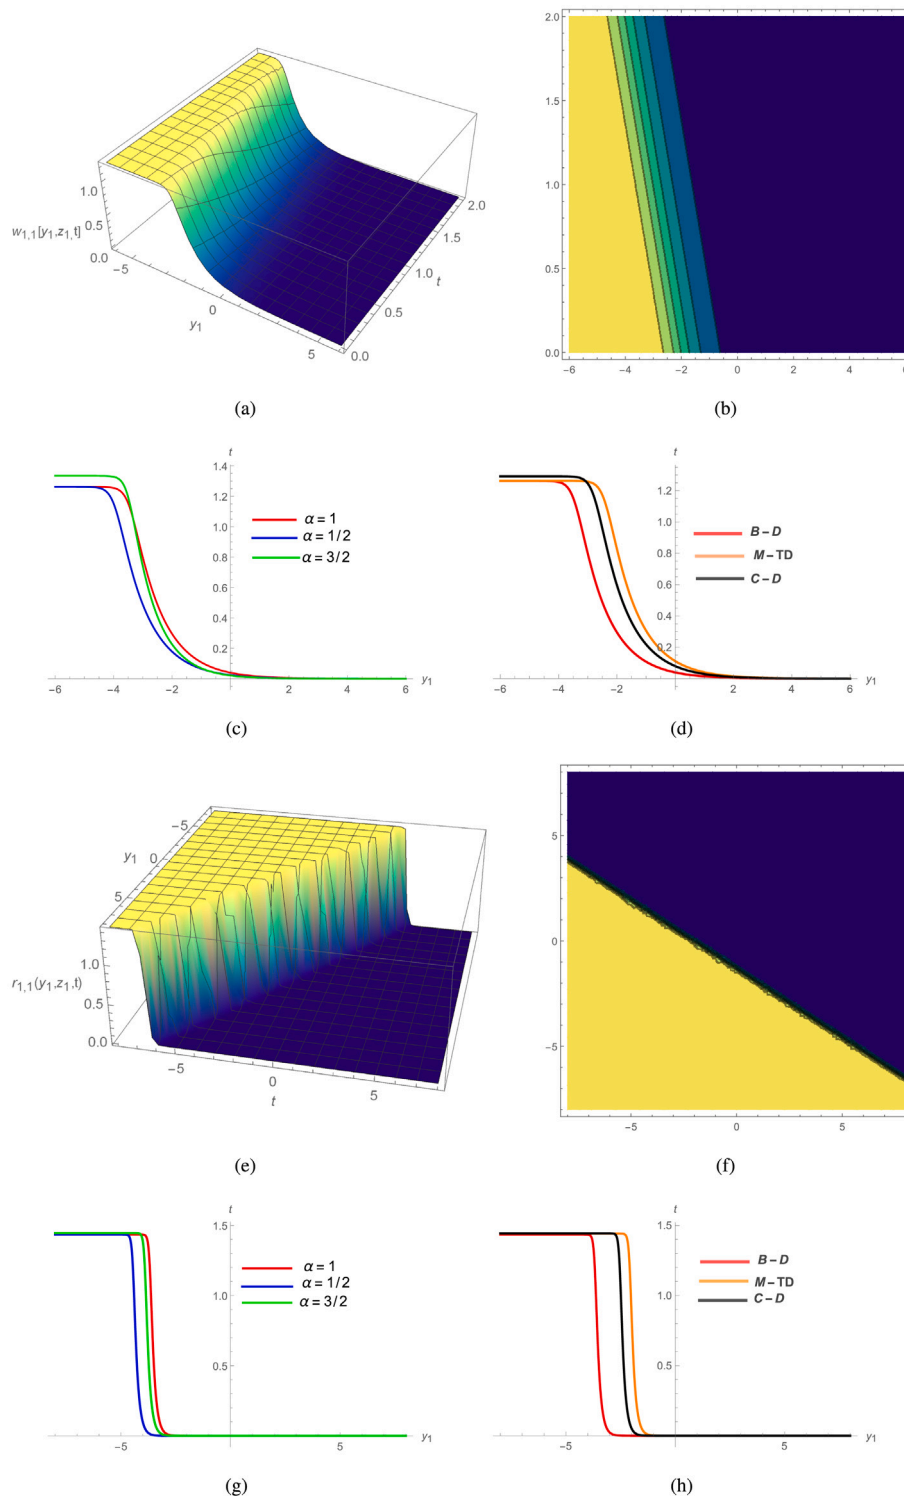 1.0
0.5
0.0
w1,1[y1,z1,t]
-5
0
5
y1
0.0
0.5
1.0
1.5
2.0
t
2.0
1.5
1.0
0.5
0.0
-6 -4 -2 0 2 4 6
(a) (b)
t
1.4
1.2
1.0
0.8
0.6
0.4
0.2
α = 1
α = 1/2
α = 3/2
-6 -4 -2 2 4 6 y1
t
1.2
1.0
0.8
0.6
0.4
0.2
B – D
M – TD
C – D
-6 -4 -2 2 4 6 y1
(c) (d)
-5
y1 0
5
1.0
0.5
0.0
r1,1(y1,z1,t)
-5 0 5
t
5
0
-5
-5 0 5
(e) (f)
t
1.5
1.0
0.5
α = 1
α = 1/2
α = 3/2
-5 5 y1
t
1.5
1.0
0.5
B – D
M – TD
C – D
-5 5 y1
(g) (h)